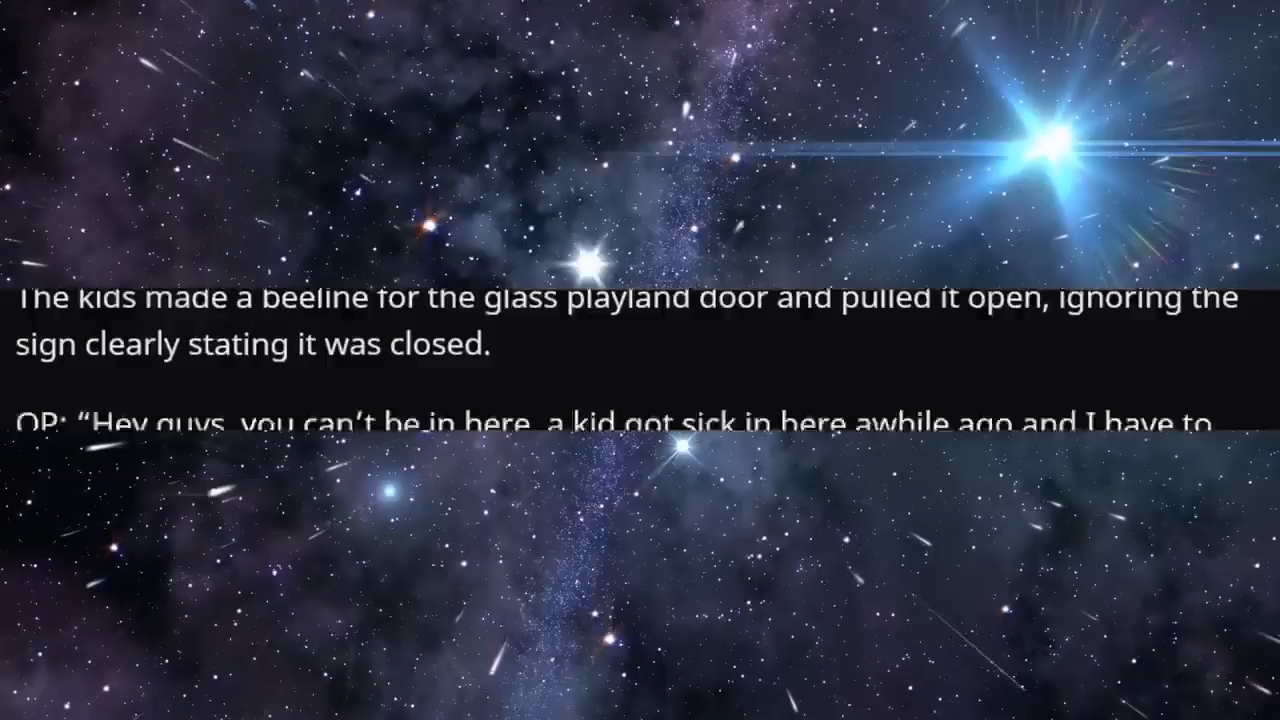 The kids made a beeline for the glass playland door and pulled it open, ignoring the
sign clearly stating it was closed.
OP: “Hey guys, you can’t be in here, a kid got sick in here awhile ago and I have to